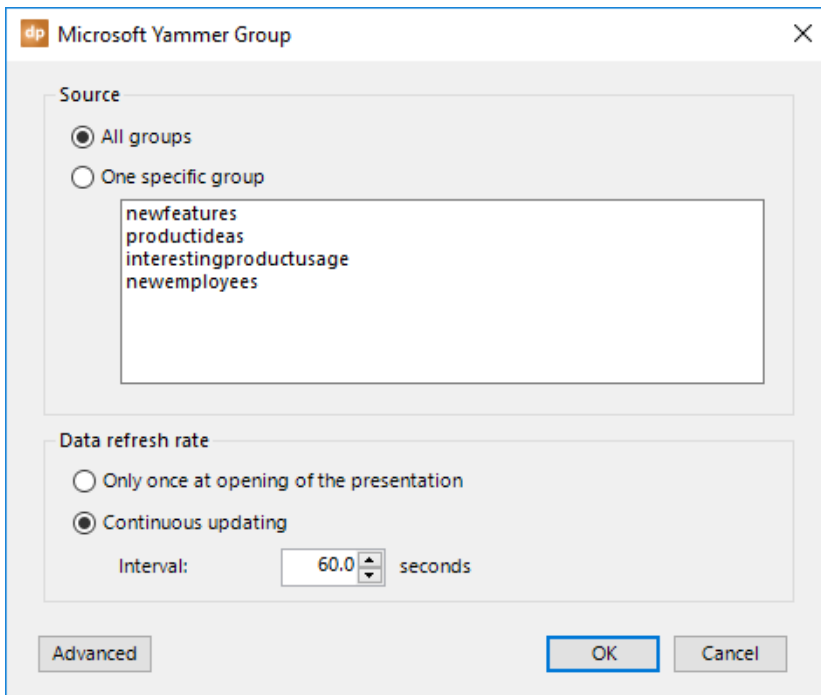 dp Microsoft Yammer Group
Source
All groups
One specific group
newfeatures
productideas
interestingproductusage
newemployees
Data refresh rate
Only once at opening of the presentation
Continuous updating
Interval: 60.0 seconds
Advanced OK Cancel